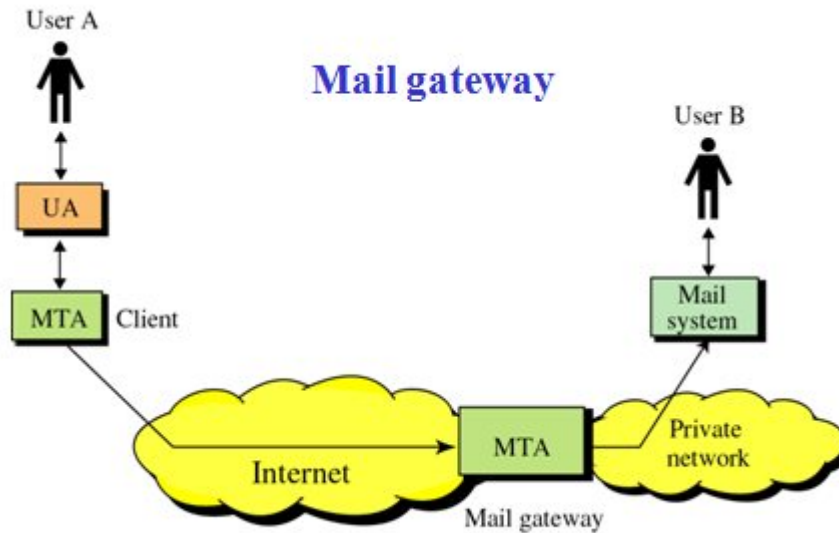 User A
Mail gateway
User B
UA
MTA
Client
Mail
system
MTA
Private
network
Internet
Mail gateway